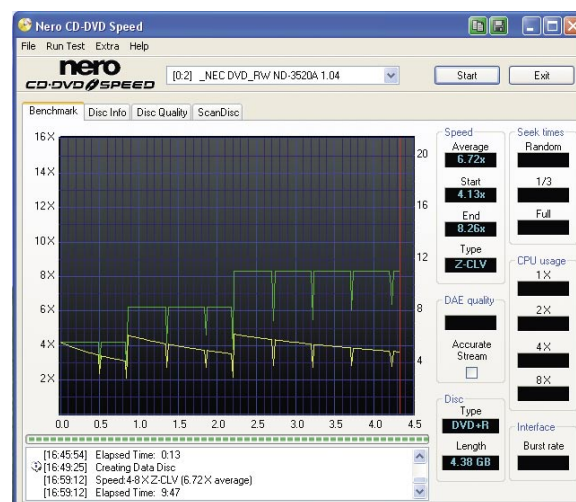 Nero CD-DVD Speed
File Run Test Extra Help
nero
CD-DVD SPEED
[0:2] _NEC DVD_RW ND-3520A 1.04
Start
Exit
Benchmark
Disc Info
Disc Quality
ScanDisc
16X
14X
12X
10X
8X
6X
4X
2X
20
16
12
8
4
0.0 0.5 1.0 1.5 2.0 2.5 3.0 3.5 4.0 4.5
Speed
Average
6.72x
Start
4.13x
End
8.26x
Type
Z-CLV
DAE quality
Accurate
Stream
Disc
Type
DVD+R
Length
4.38 GB
Seek times
Random
1/3
Full
CPU usage
1X
2X
4X
8X
Interface
Burst rate
[16:45:54] Elapsed Time: 0:13
[16:49:25] Creating Data Disc
[16:59:12] Speed:4-8 X Z-CLV (6.72 X average)
[16:59:12] Elapsed Time: 9:47